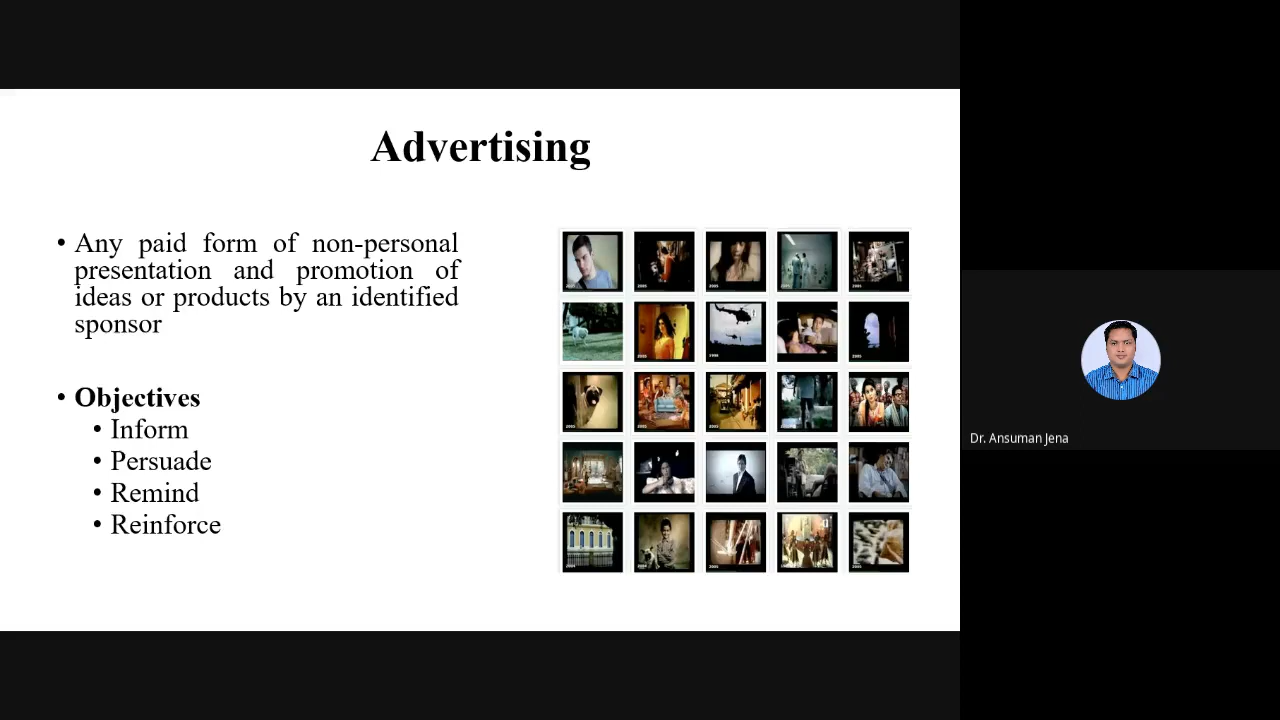 Advertising
• Any paid form of non-personal
presentation and promotion of
ideas or products by an identified
sponsor
• Objectives
• Inform
• Persuade
• Remind
• Reinforce
Dr. Ansuman Jena